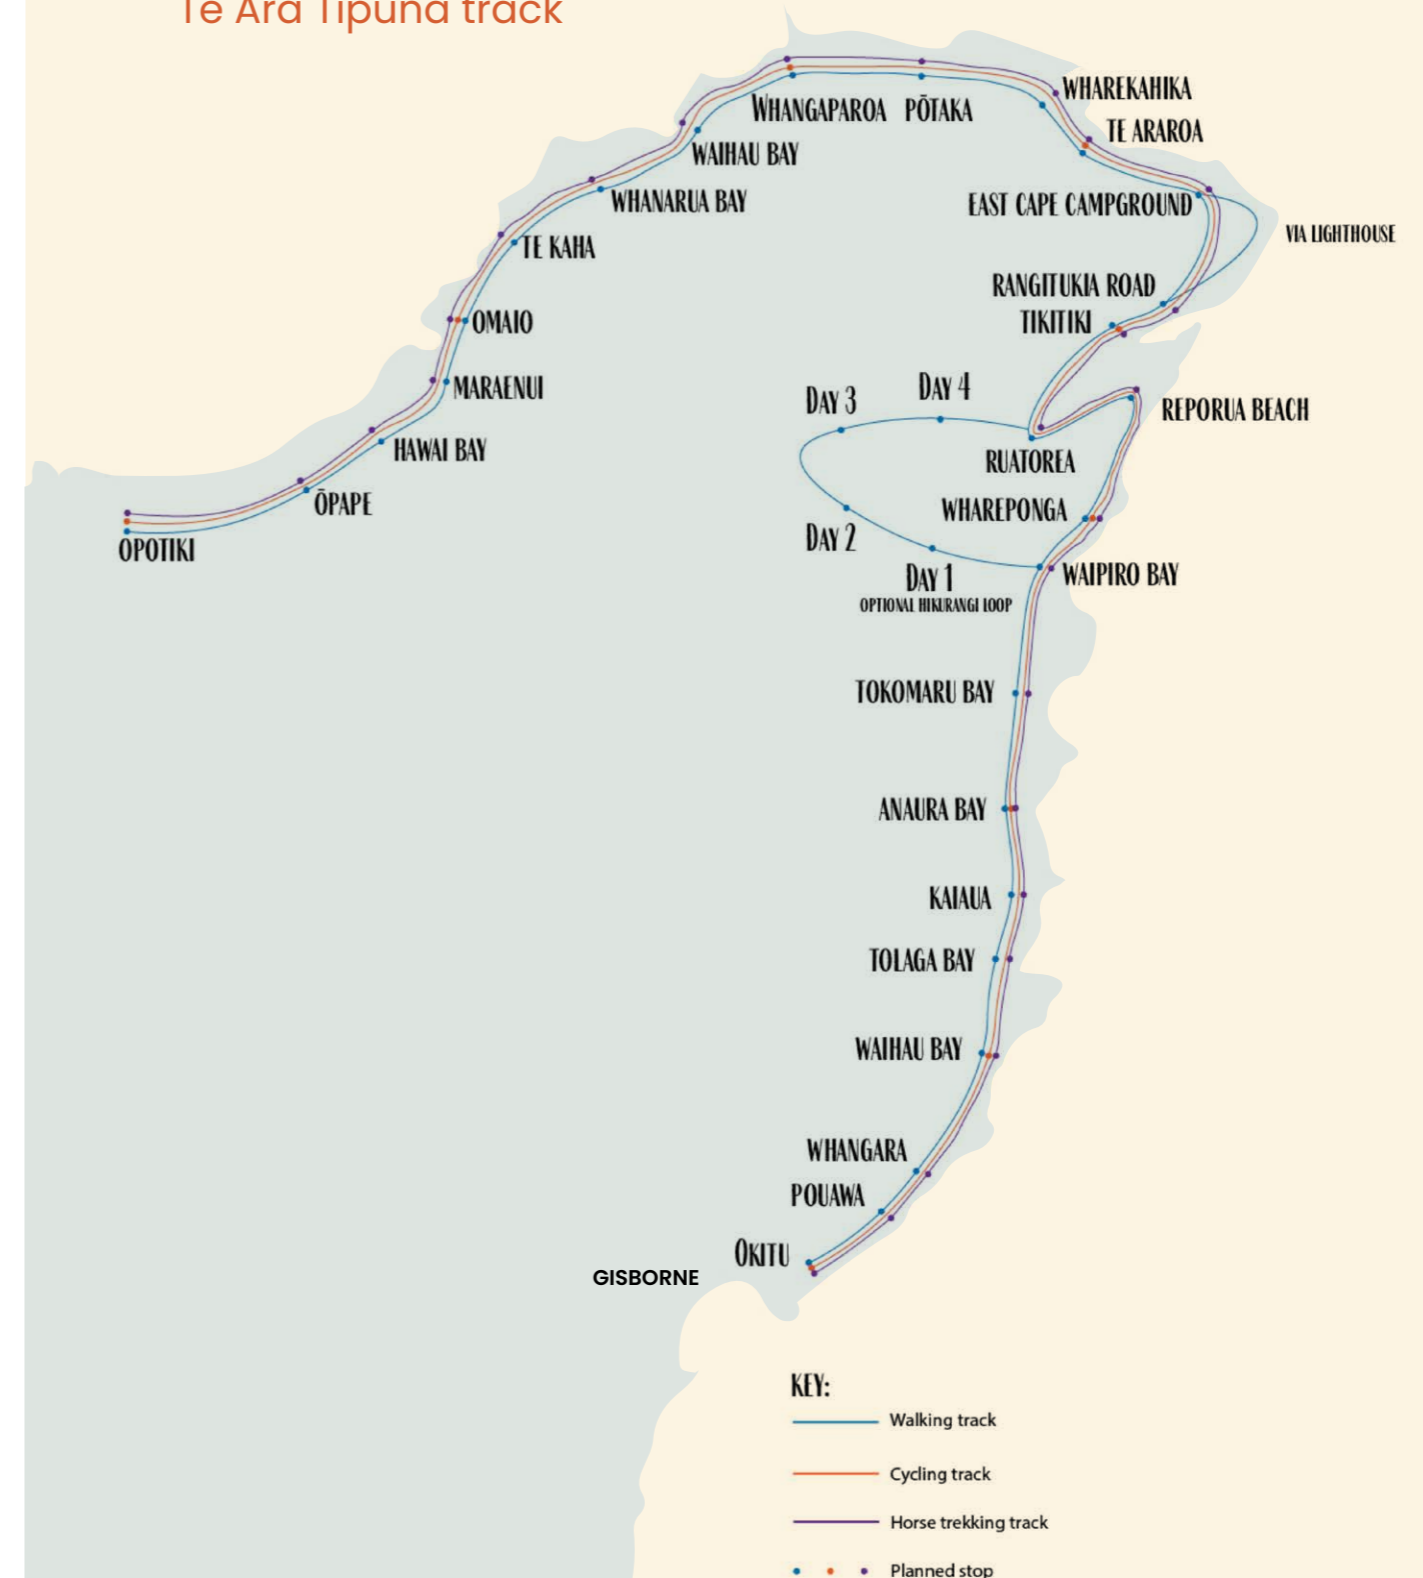 Te Ara Tipuna track
WHAREKAHIKA
WHANGAPAROA
PŌTAKA
TE ARAROA
WAIHAU BAY
WHANARUA BAY
EAST CAPE CAMPGROUND
VIA LIGHTHOUSE
TE KAHA
RANGITUKIA ROAD
OMAIO
TIKITIKI
MARAENUI
DAY 3
DAY 4
REPORUA BEACH
HAWAI BAY
RUATOREA
ŌPAPE
WHAREPONGA
OPOTIKI
DAY 2
DAY 1
WAIPIRO BAY
OPTIONAL HIKURANGI LOOP
TOKOMARU BAY
ANAURA BAY
KAIAUA
TOLAGA BAY
WAIHAU BAY
WHANGARA
POUAWA
OKITU
GISBORNE
KEY:
Walking track
Cycling track
Horse trekking track
Planned stop